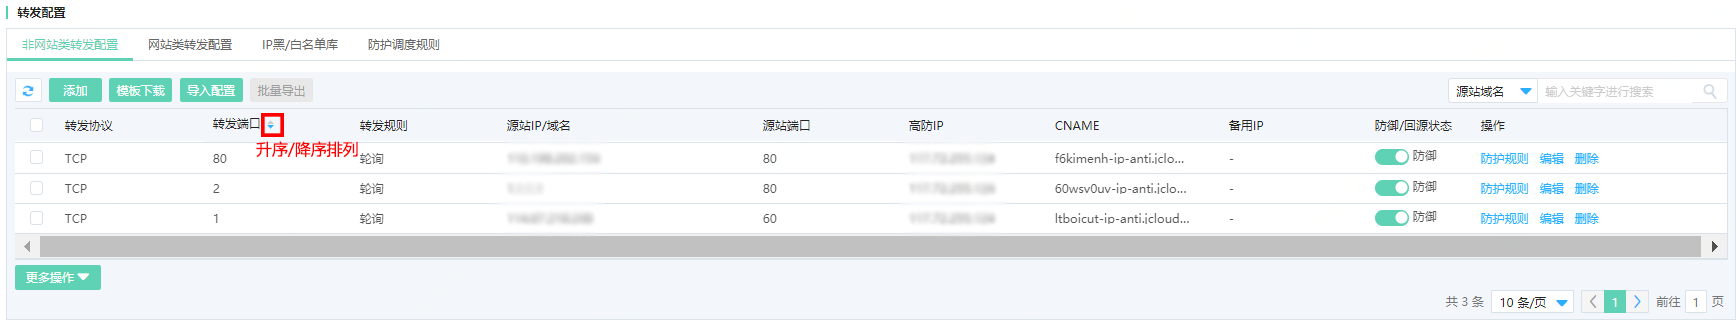 转发配置
非网站类转发配置 网站类转发配置 IP黑/白名单库 防护调度规则
添加 模板下载 导入配置 批量导出 源站域名 输入关键字进行搜索
转发协议 转发端口 转发规则 源站IP/域名 源站端口 高防IP CNAME 备用IP 防御/回源状态 操作
升序/降序排列
TCP 80 轮询 80 f6kimenh-ip-anti.jclo... - 防御 防护规则 编辑 删除
TCP 2 轮询 80 60wsv0uv-ip-anti.jclo... - 防御 防护规则 编辑 删除
TCP 1 轮询 60 ltboicut-ip-anti.jcloud... - 防御 防护规则 编辑 删除
更多操作
共 3 条 10 条/页 1 前往 1 页